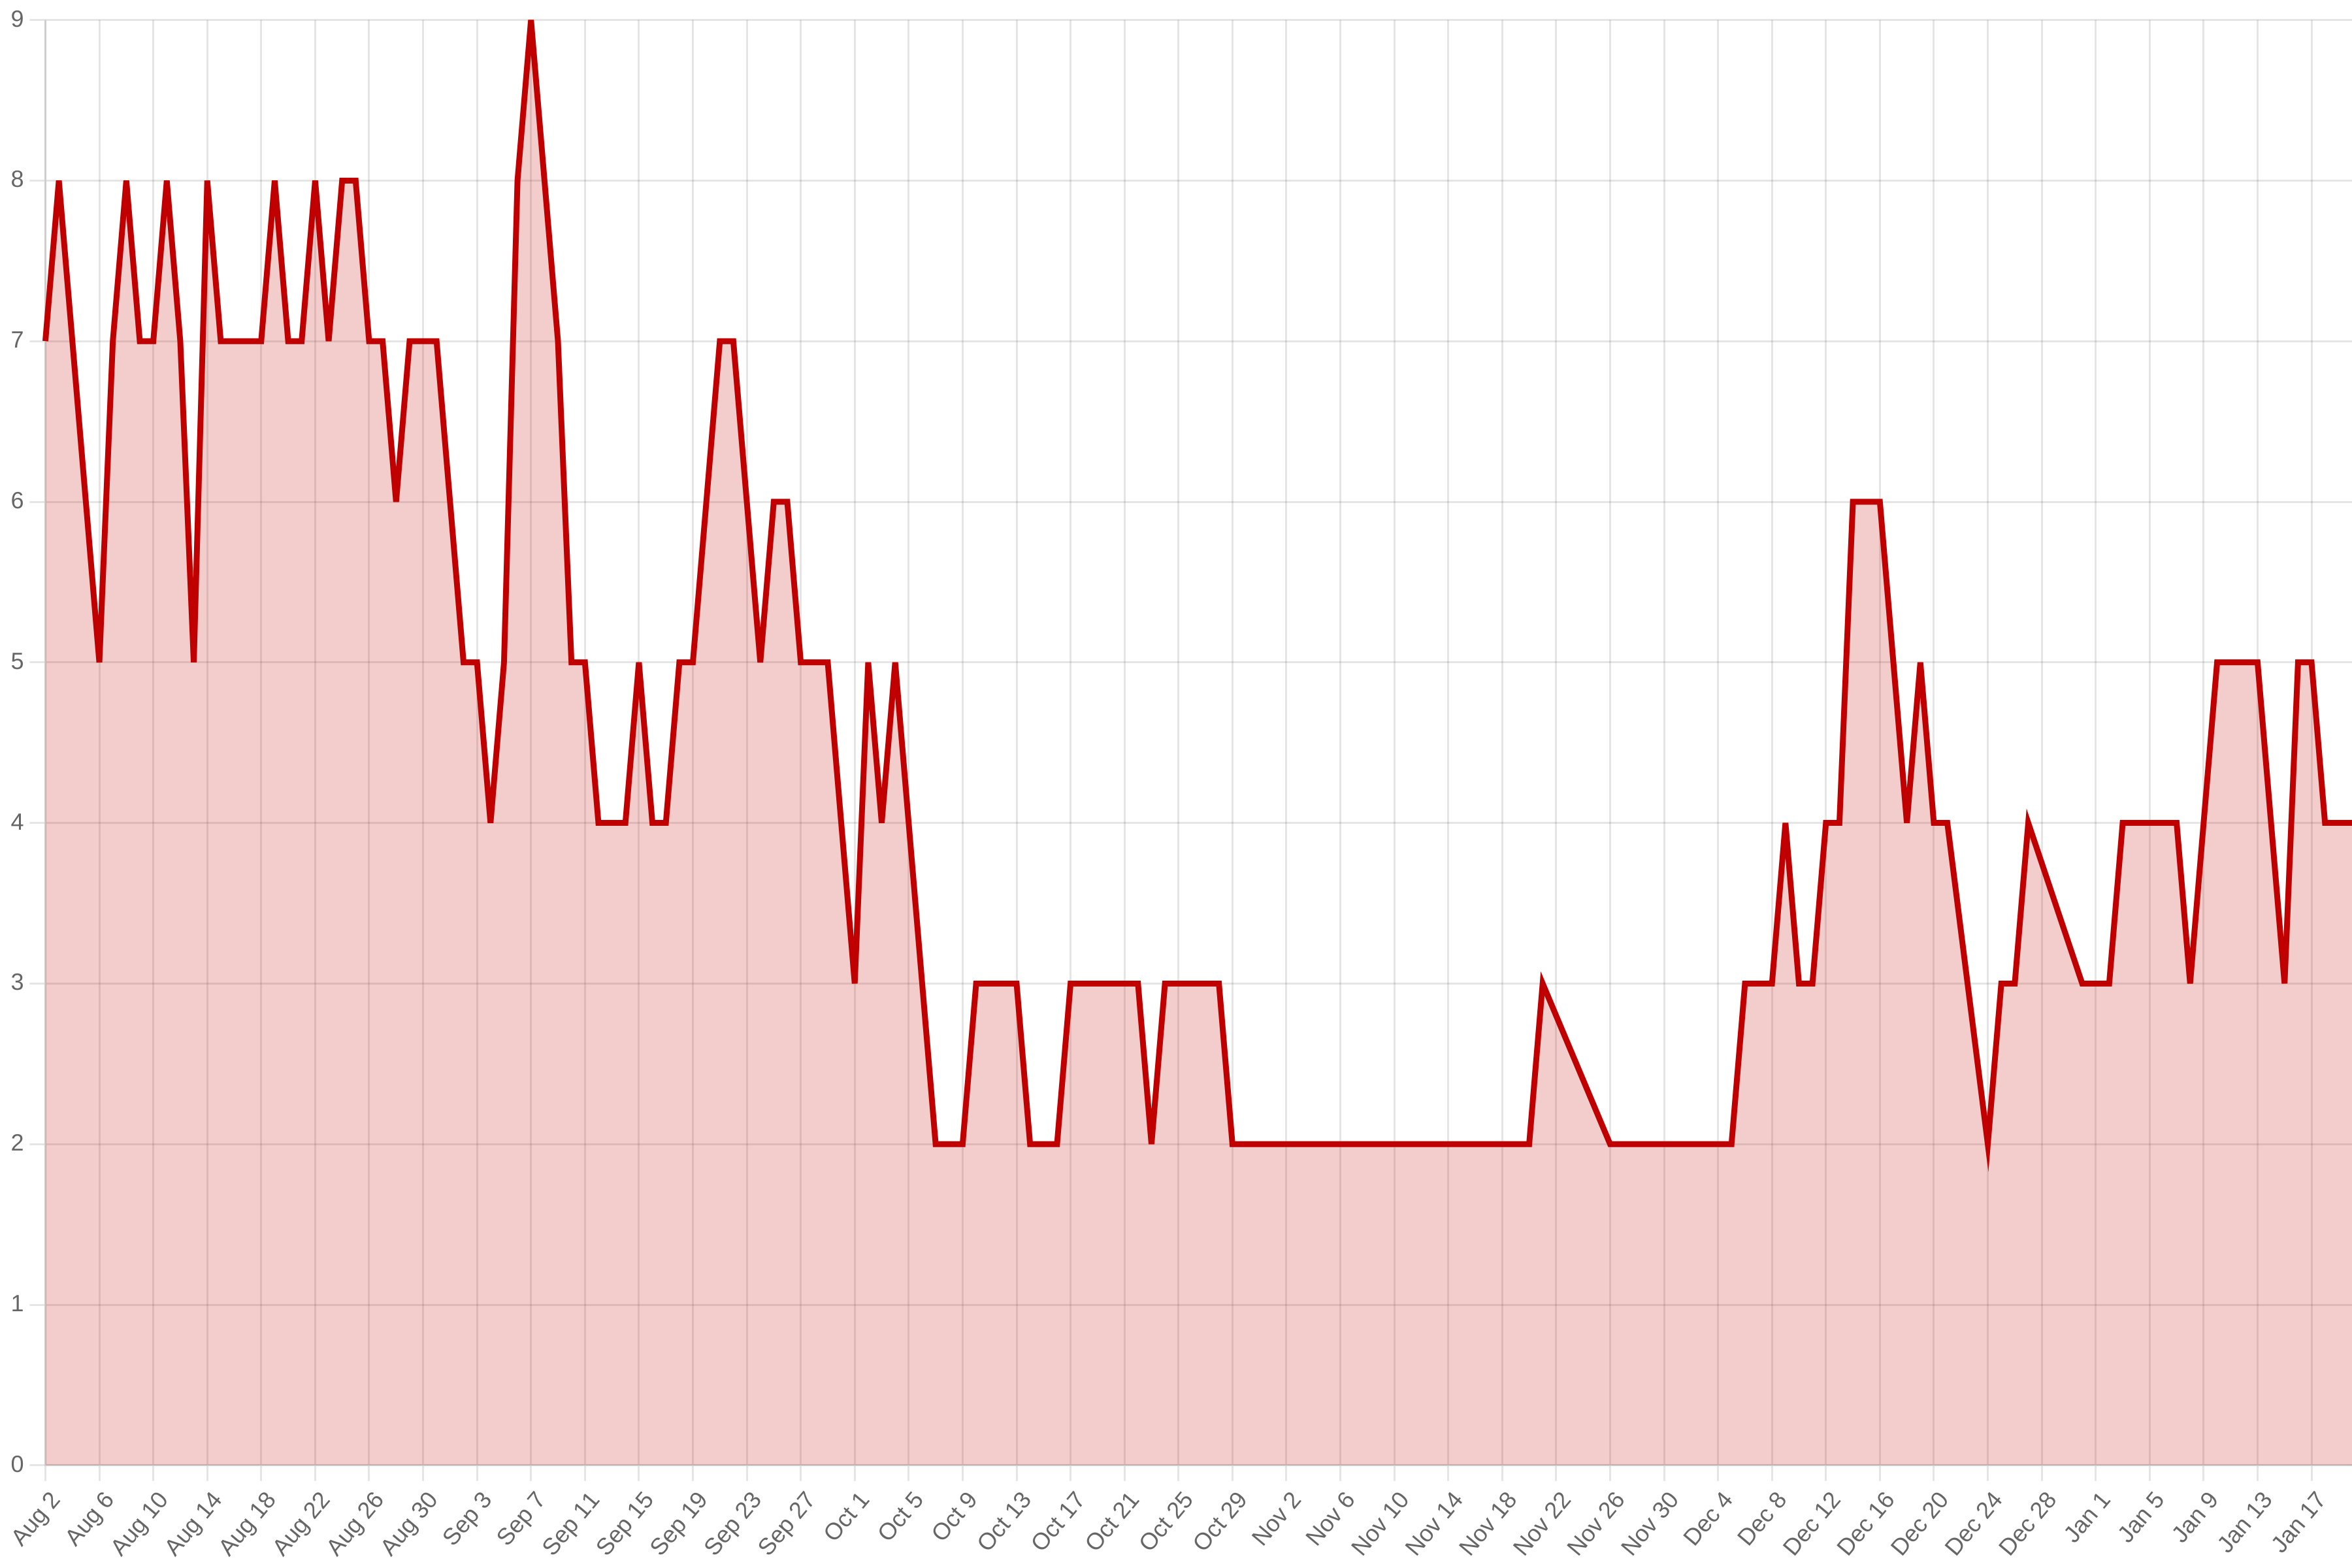 9
8
7
6
5
4
3
2
1
0
Aug 2
Aug 6
Aug 10
Aug 14
Aug 18
Aug 22
Aug 26
Aug 30
Sep 3
Sep 7
Sep 11
Sep 15
Sep 19
Sep 23
Sep 27
Oct 1
Oct 5
Oct 9
Oct 13
Oct 17
Oct 21
Oct 25
Oct 29
Nov 2
Nov 6
Nov 10
Nov 14
Nov 18
Nov 22
Nov 26
Nov 30
Dec 4
Dec 8
Dec 12
Dec 16
Dec 20
Dec 24
Dec 28
Jan 1
Jan 5
Jan 9
Jan 13
Jan 17